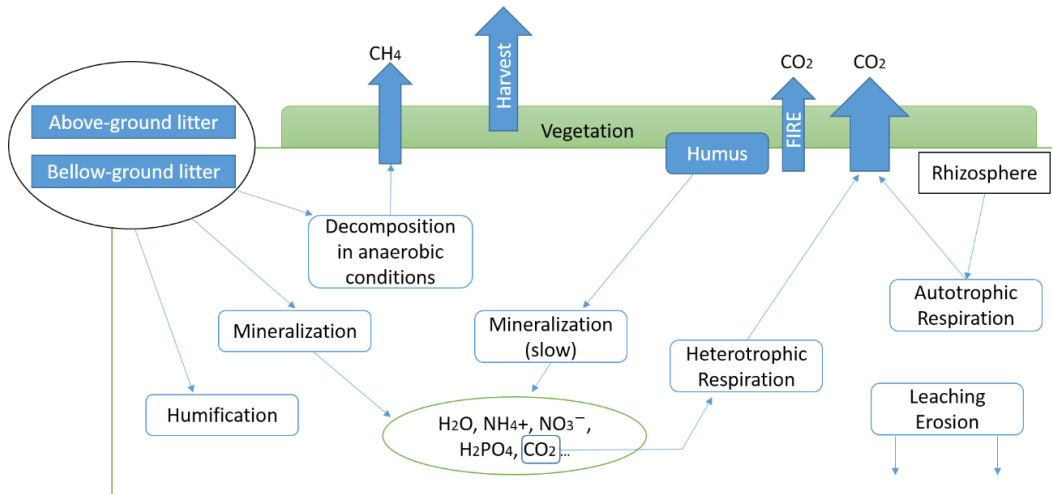 CH4
Harvest
CO2
CO2
Above-ground litter
Bellow-ground litter
Vegetation
Humus
FIRE
Rhizosphere
Decomposition
in anaerobic
conditions
Mineralization
Mineralization
(slow)
Autotrophic
Respiration
Heterotrophic
Respiration
Humification
H2O, NH4+, NO3⁻,
H2PO4, CO2...
Leaching
Erosion